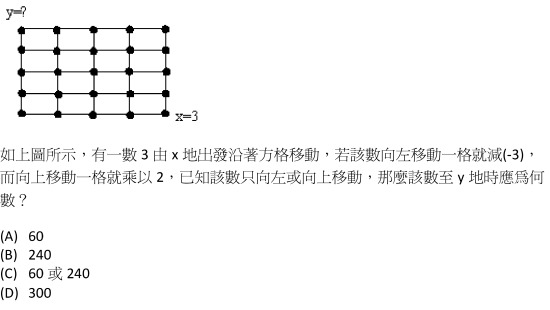 y=?
x=3
如上圖所示，有一數 3 由 x 地出發沿著方格移動，若該數向左移動一格就減(-3)，
而向上移動一格就乘以 2，已知該數只向左或向上移動，那麼該數至 y 地時應為何
數？
(A) 60
(B) 240
(C) 60 或 240
(D) 300